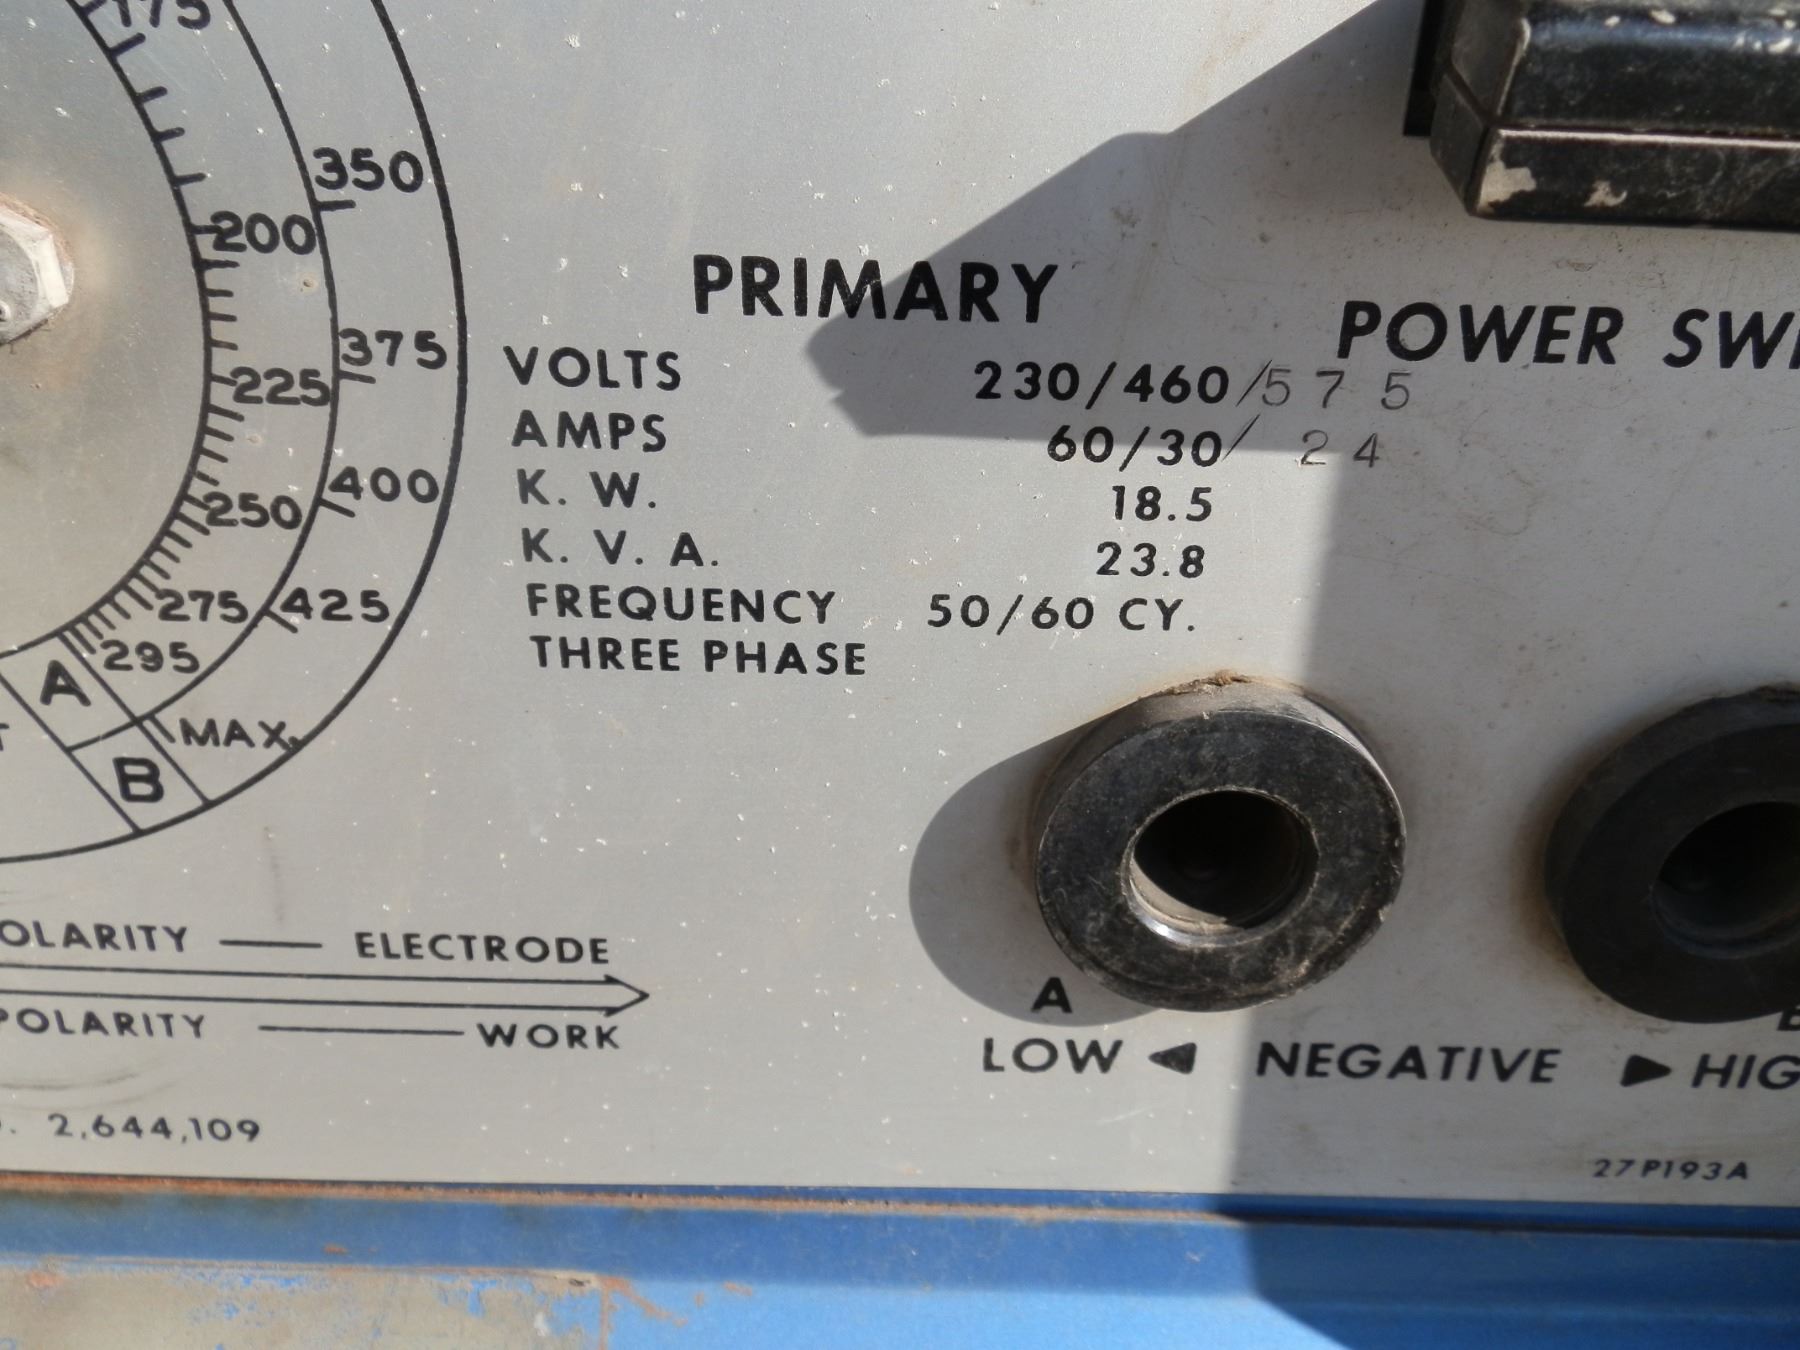 175
350
200
375
225
400
250
425
275
295
A
MAX.
B
PRIMARY
VOLTS 230/460/575
AMPS 60/30/24
K. W. 18.5
K. V. A. 23.8
FREQUENCY 50/60 CY.
THREE PHASE
POWER SWI
OLARITY — ELECTRODE
POLARITY — WORK
A
LOW ◀ NEGATIVE ▶ HIG
. 2,644,109
27P193A